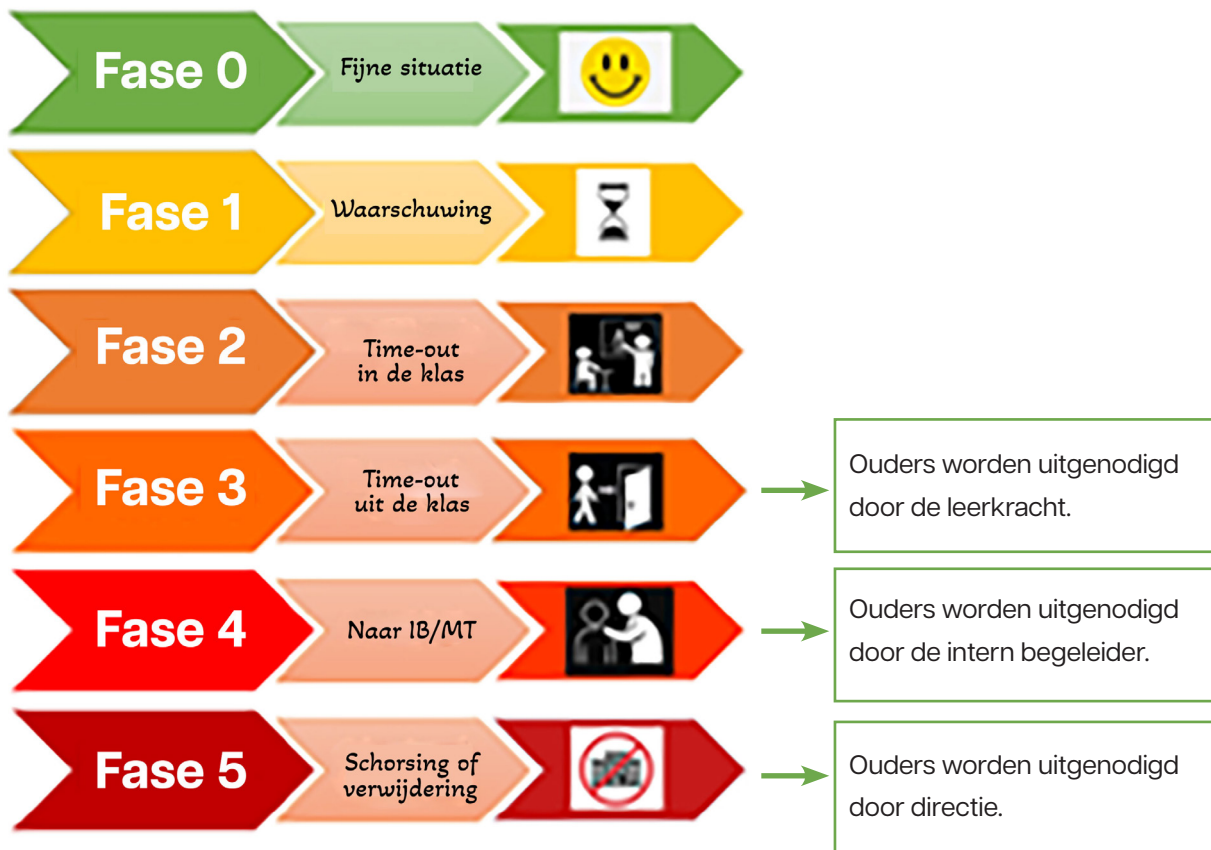 Fase 0
Fijne situatie
Fase 1
Waarschuwing
Fase 2
Time-out
in de klas
Fase 3
Time-out
uit de klas
Ouders worden uitgenodigd
door de leerkracht.
Fase 4
Naar IB/MT
Ouders worden uitgenodigd
door de intern begeleider.
Fase 5
Schorsing of
verwijdering
Ouders worden uitgenodigd
door directie.